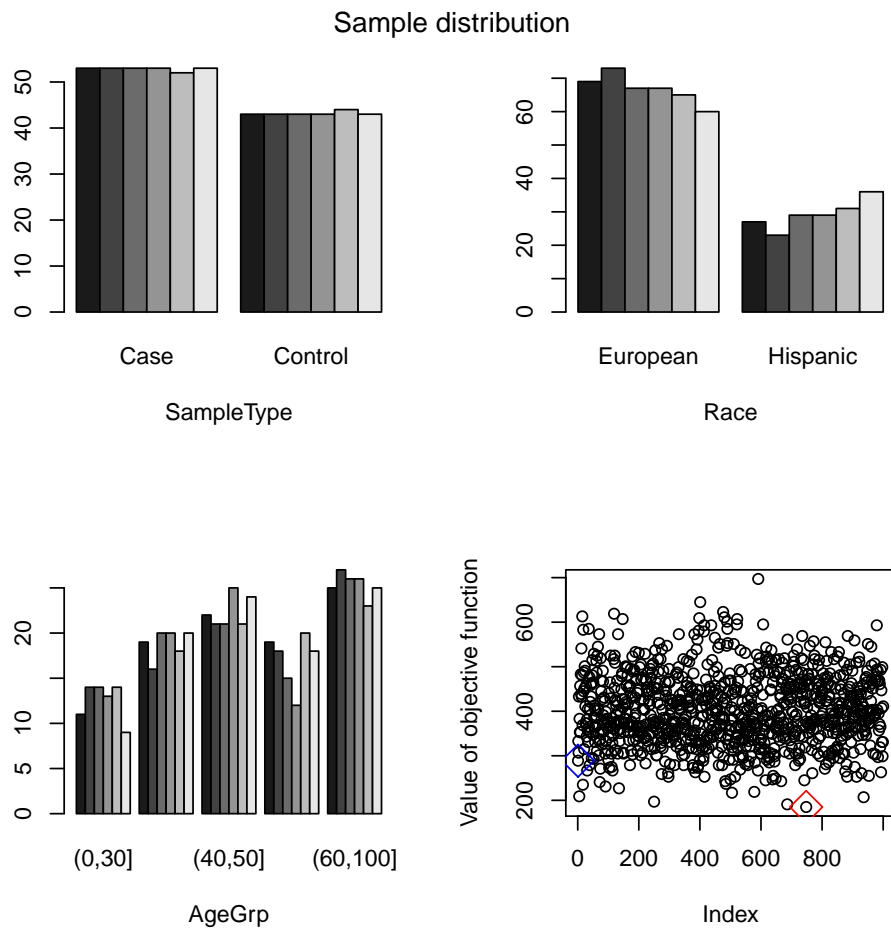 Sample distribution
0 10 20 30 40 50
Case Control
SampleType
0 20 40 60
European Hispanic
Race
0 5 10 20
(0,30] (40,50] (60,100]
AgeGrp
Value of objective function
200 400 600
0 200 400 600 800
Index